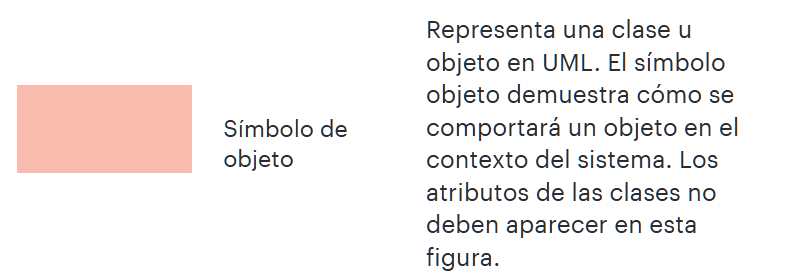 Símbolo de
objeto
Representa una clase u
objeto en UML. El símbolo
objeto demuestra cómo se
comportará un objeto en el
contexto del sistema. Los
atributos de las clases no
deben aparecer en esta
figura.